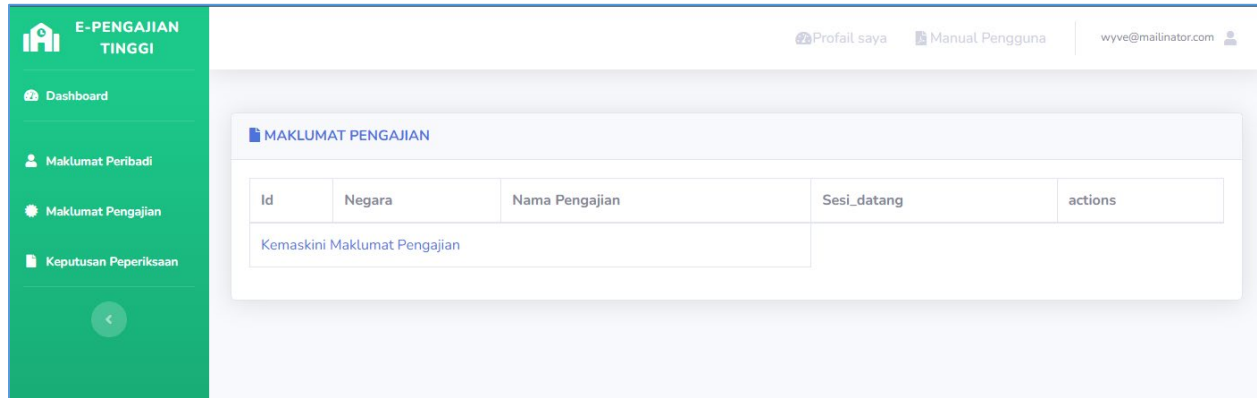 E-PENGAJIAN
TINGGI
Profail saya
Manual Pengguna
wyve@mailinator.com
Dashboard
Maklumat Peribadi
Maklumat Pengajian
Keputusan Peperiksaan
MAKLUMAT PENGAJIAN
Id Negara Nama Pengajian Sesi_datang actions
Kemaskini Maklumat Pengajian